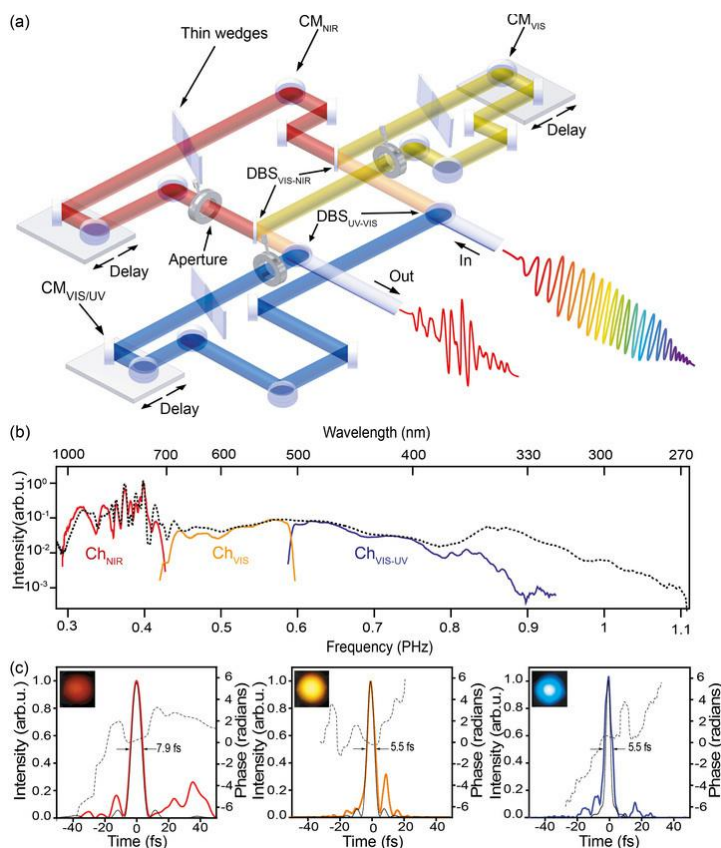 (a)
CM_NIR
CM_VIS
Thin wedges
Delay
DBS_VIS-NIR
DBS_UV-VIS
In
Aperture
Delay
Out
CM_VIS/UV
Delay
(b)
Wavelength (nm)
1000 700 600 500 400 330 300 270
Intensity(arb.u.)
10^0
10^-1
10^-2
10^-3
Ch_NIR
Ch_VIS
Ch_VIS-UV
0.3 0.4 0.5 0.6 0.7 0.8 0.9 1 1.1
Frequency (PHz)
(c)
Intensity (arb.u.)
1.0
0.8
0.6
0.4
0.2
0.0
7.9 fs
6
4
2
0
-2
-4
-6
Phase (radians)
-40 -20 0 20 40
Time (fs)
Intensity (arb.u.)
1.0
0.8
0.6
0.4
0.2
0.0
5.5 fs
6
4
2
0
-2
-4
-6
Phase (radians)
-40 -20 0 20 40
Time (fs)
Intensity (arb.u.)
1.0
0.8
0.6
0.4
0.2
0.0
5.5 fs
6
4
2
0
-2
-4
-6
Phase (radians)
-40 -20 0 20 40
Time (fs)